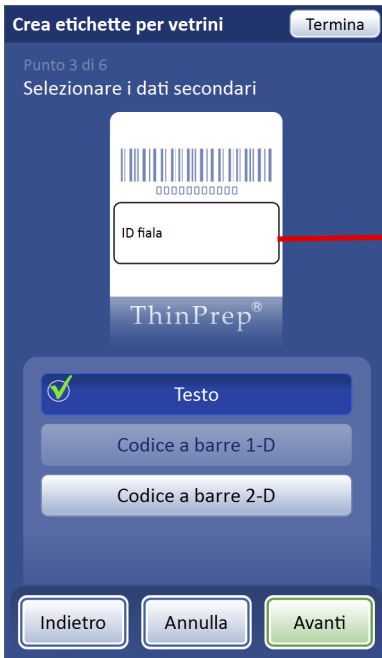 Crea etichette per vetrini
Termina
Punto 3 di 6
Selezionare i dati secondari
ID fiala
ThinPrep®
Testo
Codice a barre 1-D
Codice a barre 2-D
Indietro
Annulla
Avanti